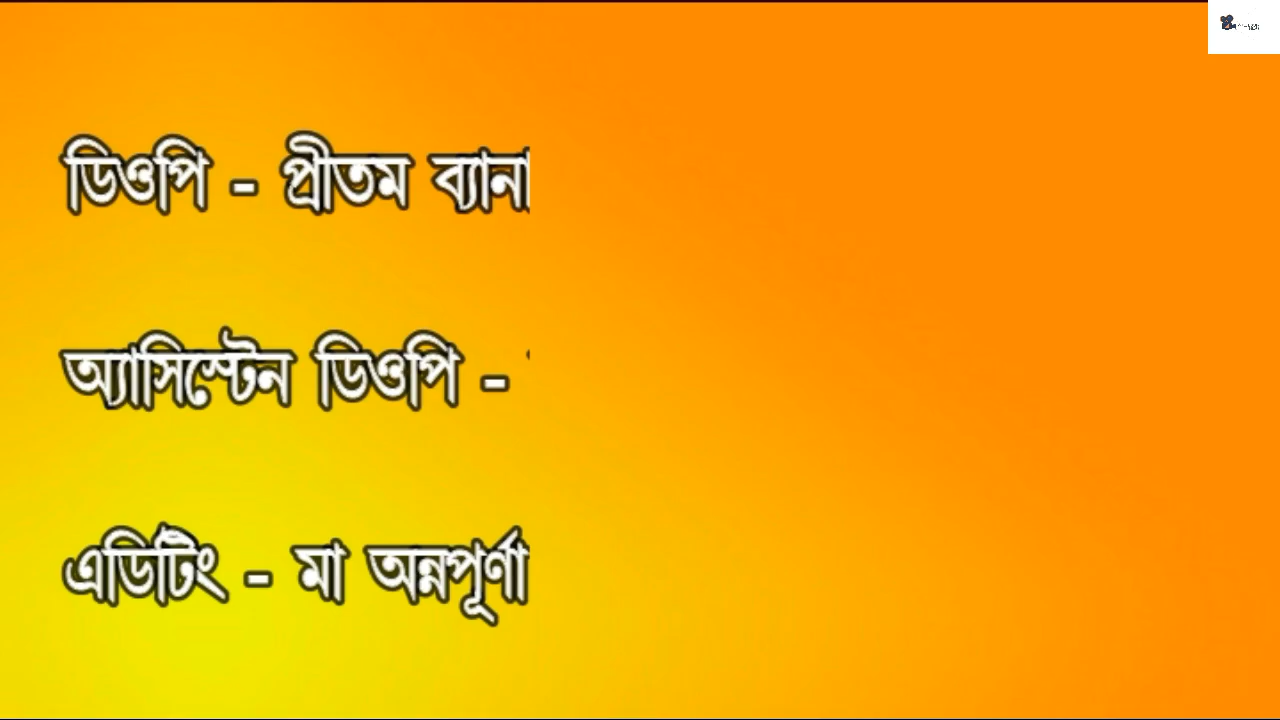 ডিওপি - প্রীতম
অ্যাসিস্টেন ডিওপি -
এডিটিং - মা অন্নপূর্ণা